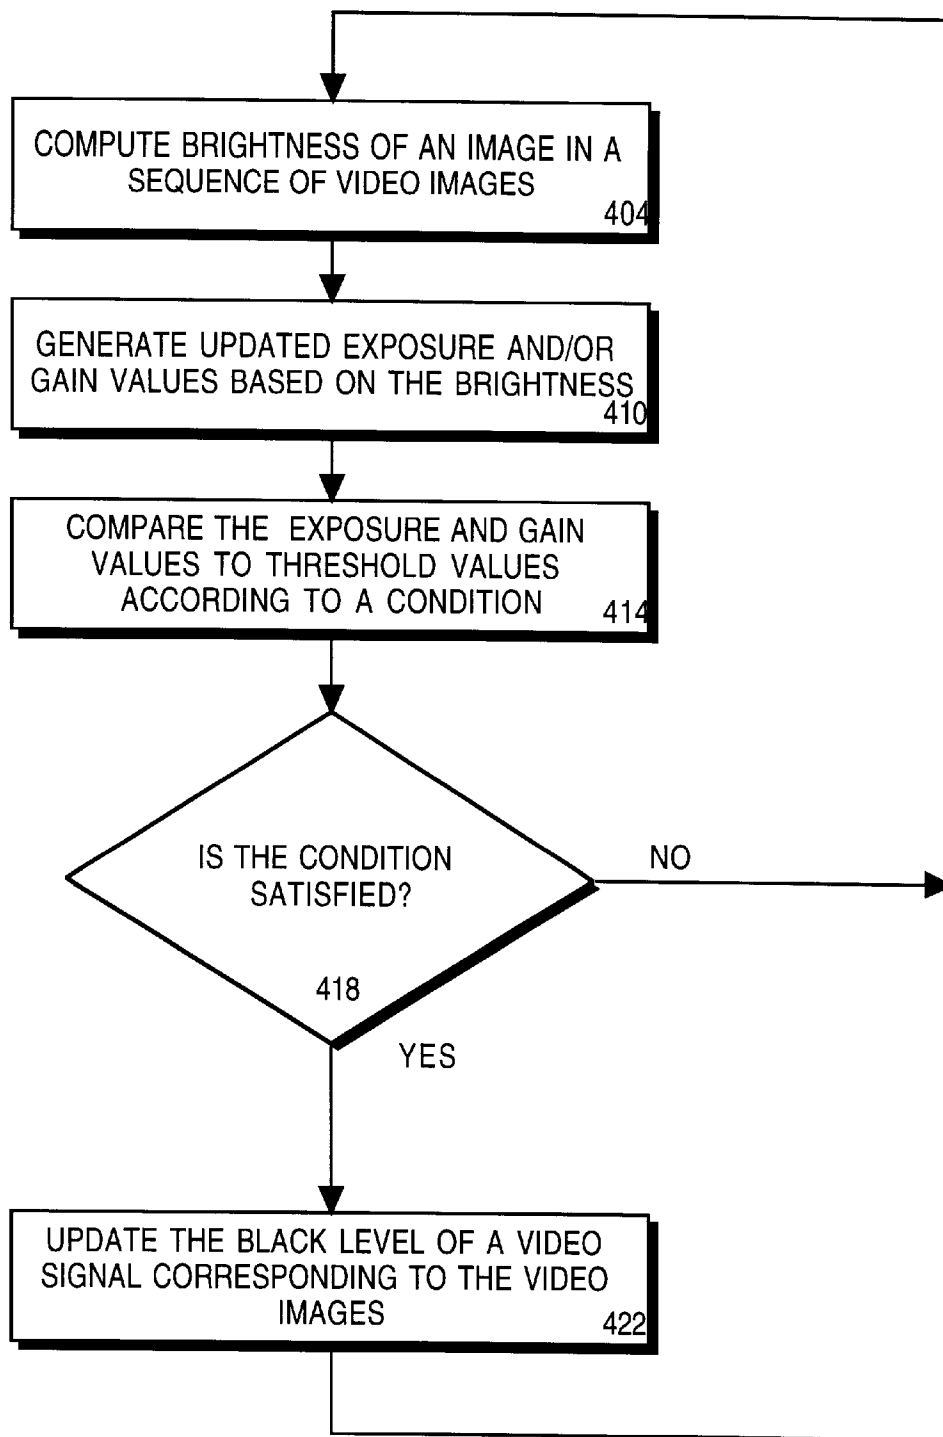 COMPUTE BRIGHTNESS OF AN IMAGE IN A
SEQUENCE OF VIDEO IMAGES
404
GENERATE UPDATED EXPOSURE AND/OR
GAIN VALUES BASED ON THE BRIGHTNESS
410
COMPARE THE EXPOSURE AND GAIN
VALUES TO THRESHOLD VALUES
ACCORDING TO A CONDITION
414
IS THE CONDITION
SATISFIED?
418
NO
YES
UPDATE THE BLACK LEVEL OF A VIDEO
SIGNAL CORRESPONDING TO THE VIDEO
IMAGES
422